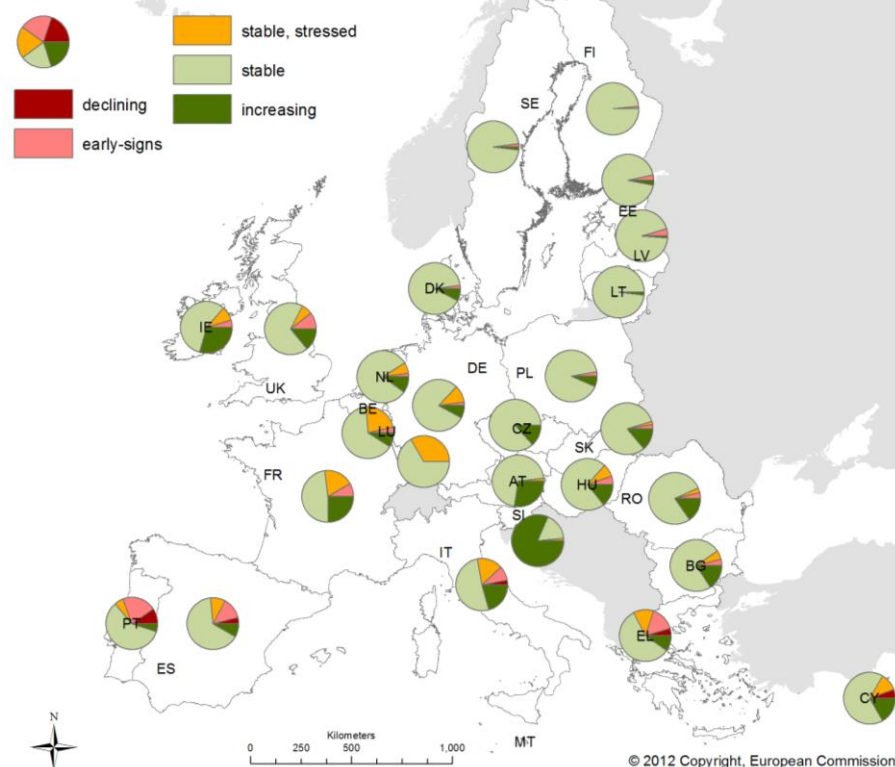 stable, stressed
stable
increasing
declining
early-signs
FI
SE
EE
LV
LT
DK
IE
UK
NL
DE
PL
BE
LU
CZ
SK
FR
AT
HU
RO
SI
IT
BG
PT
ES
EL
CY
MT
N
Kilometers
0 250 500 1,000
© 2012 Copyright, European Commission